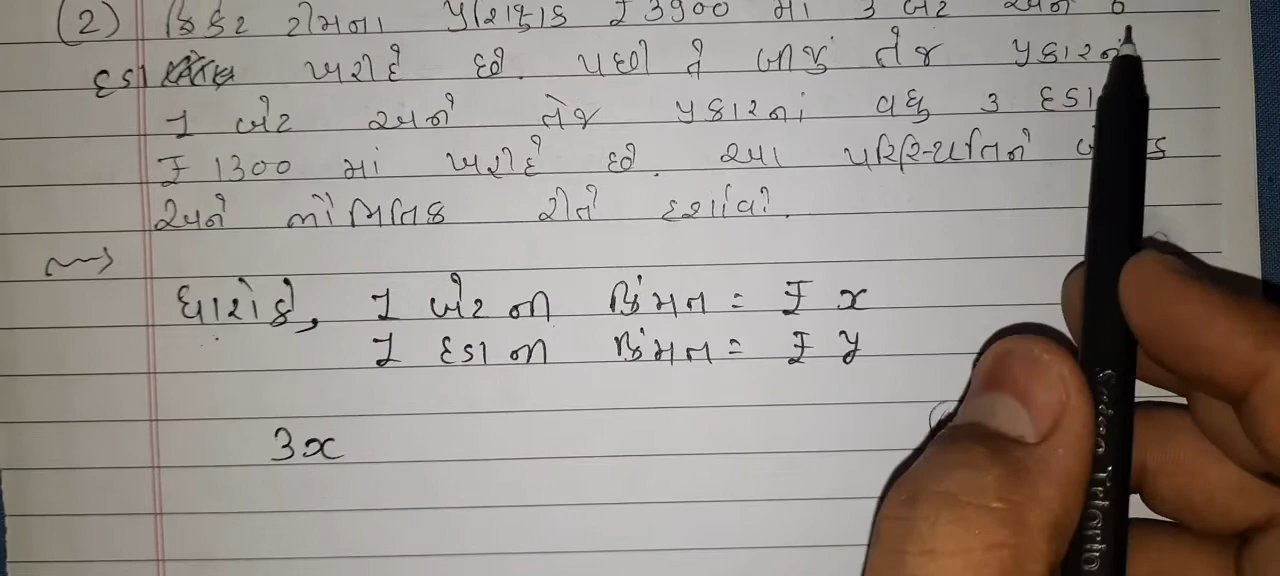 (2) ક્રિકેટ ટીમના પ્રશિક્ષક ₹ 3900 માં 3 બેટ અને 6
દડા ખરીદે છે. પછી તે બીજું તેજ પ્રકારનું
1 બેટ અને તેજ પ્રકારનાં વધુ 3 દડા
₹ 1300 માં ખરીદે છે. આ પરિસ્થિતિને
અને ભૌમિતિક રીતે દર્શાવો.
ધારોકે, 1 બેટ ની કિંમત = ₹ x
1 દડા ની કિંમત = ₹ y
3x